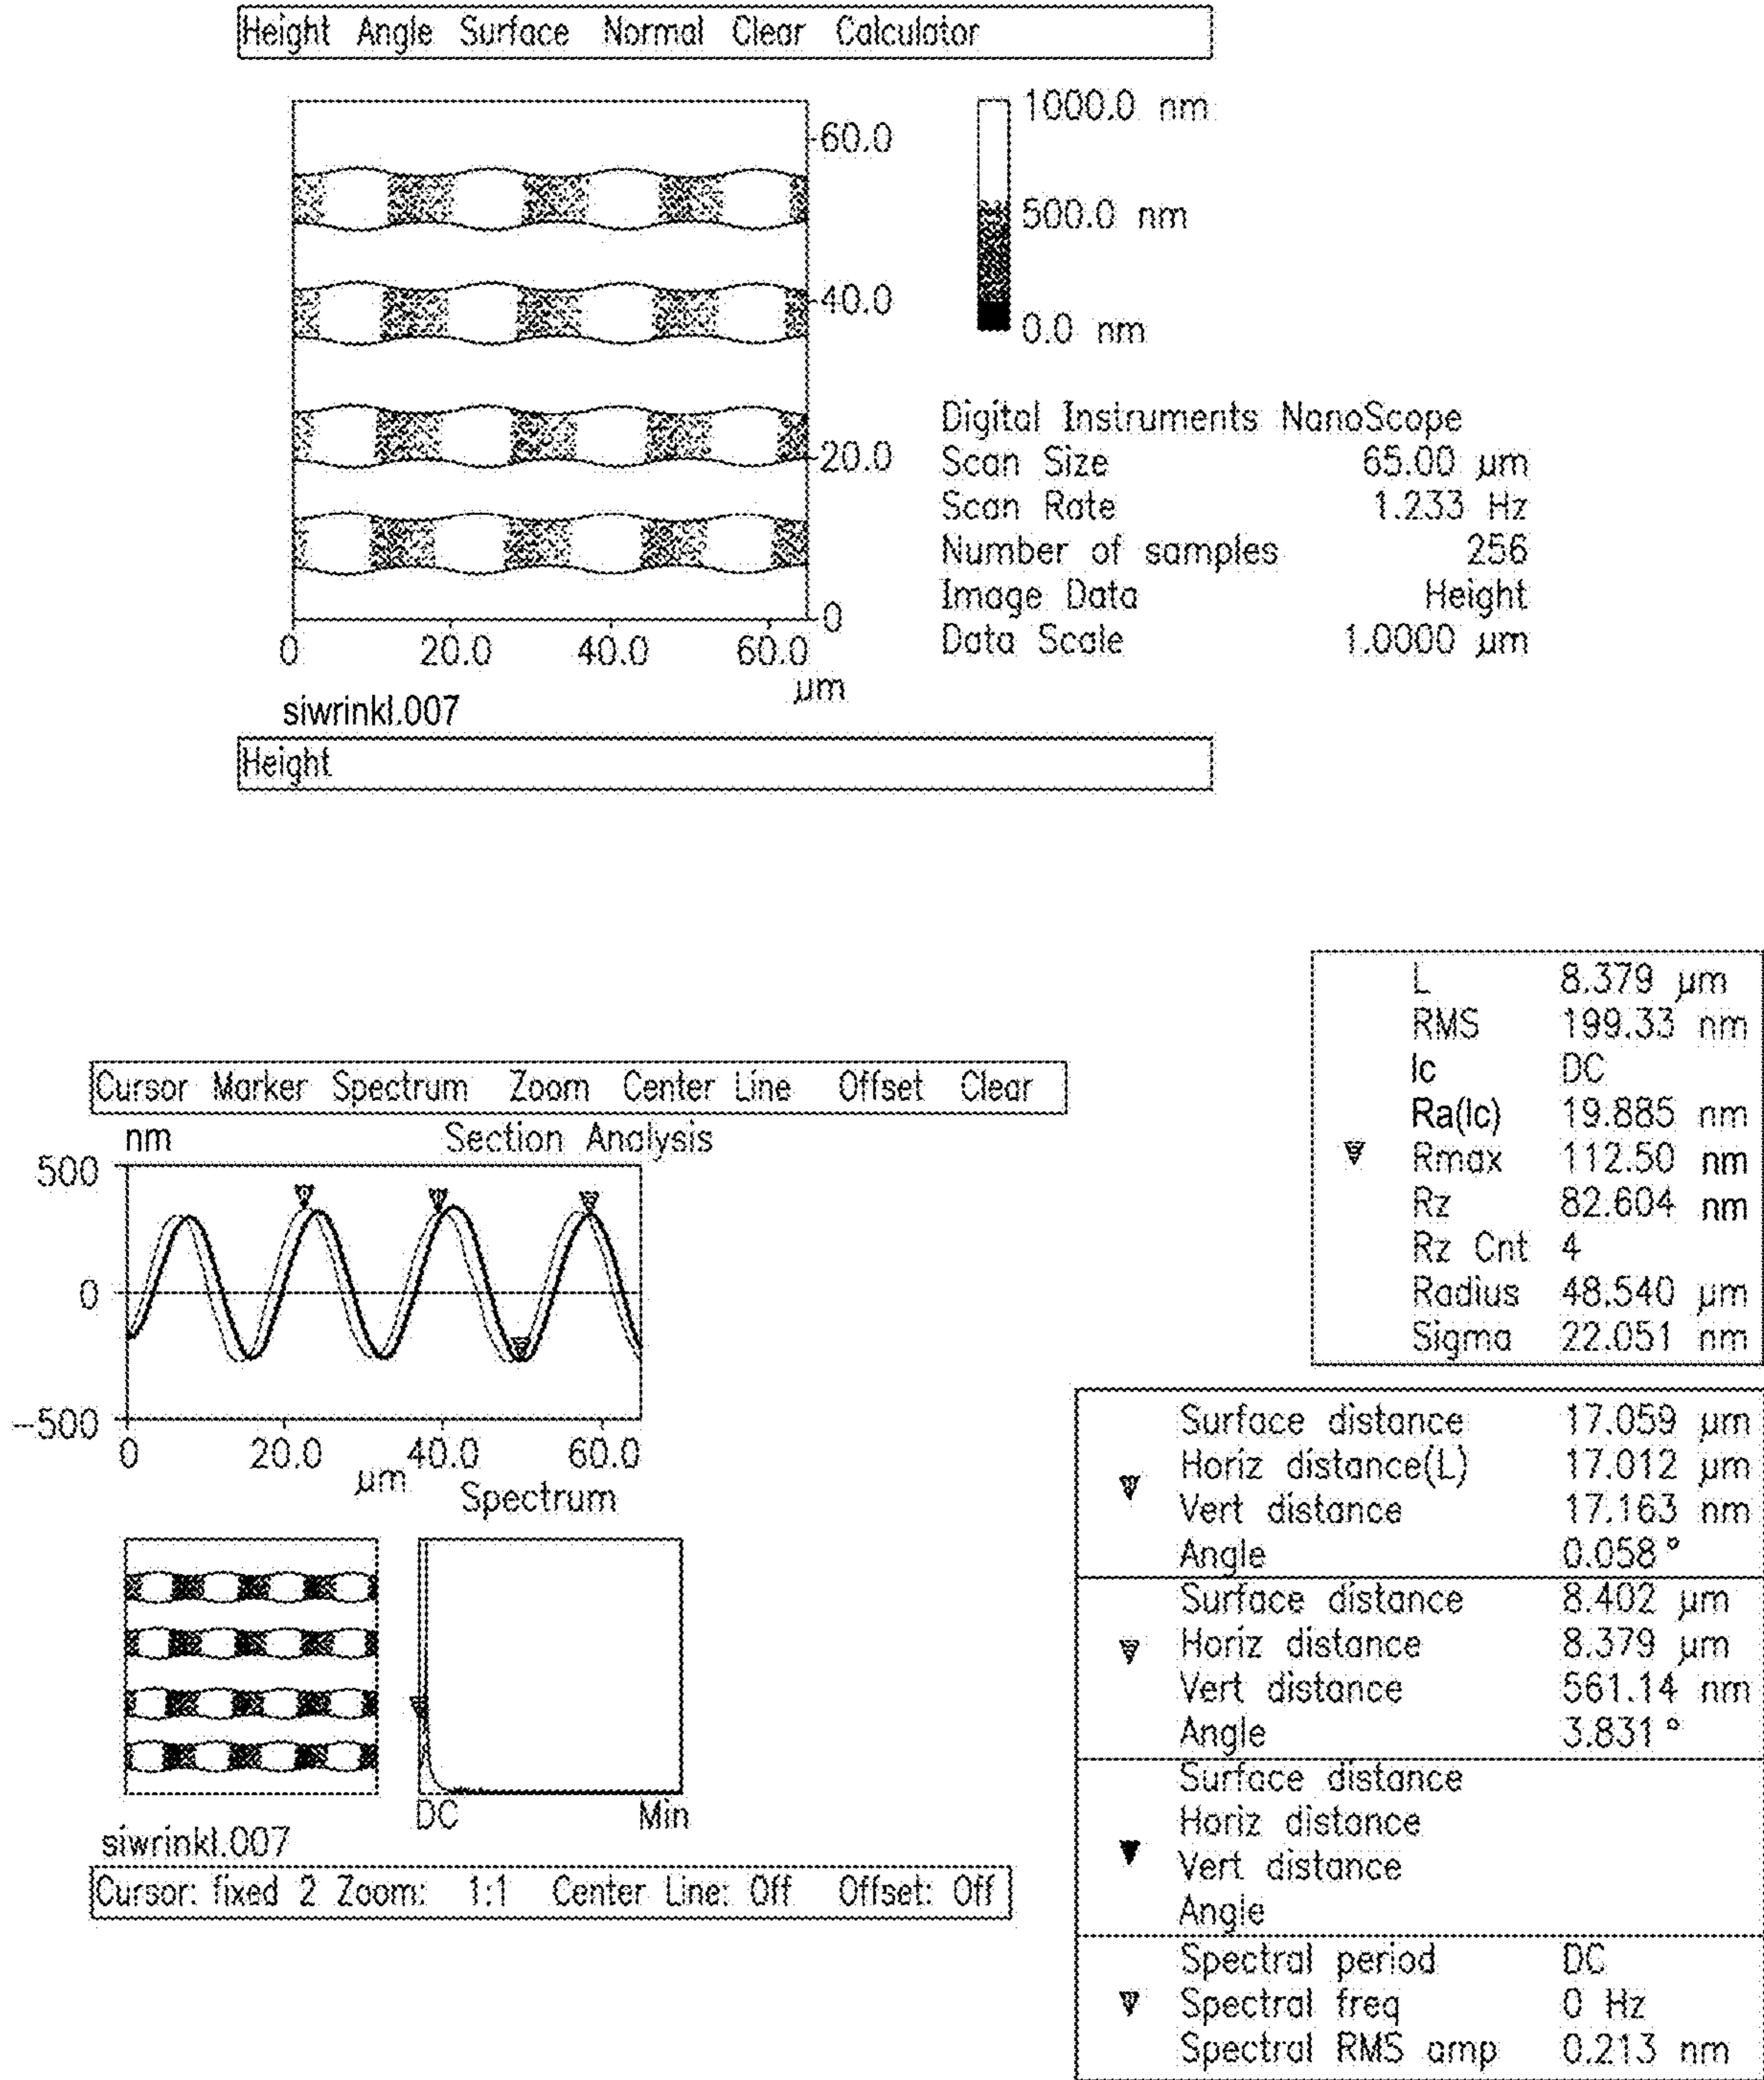 Height Angle Surface Normal Clear Calculator
1000.0 nm
60.0
500.0 nm
40.0
0.0 nm
Digital Instruments NanoScope
20.0
Scan Size 65.00 µm
Scan Rate 1.233 Hz
Number of samples 256
Image Data Height
0
Data Scale 1.0000 µm
0 20.0 40.0 60.0
µm
siwrinkl.007
Height
L 8.379 µm
RMS 199.33 nm
lc DC
Ra(lc) 19.885 nm
Rmax 112.50 nm
Rz 82.604 nm
Rz Cnt 4
Radius 48.540 µm
Sigma 22.051 nm
Cursor Marker Spectrum Zoom Center Line Offset Clear
nm Section Analysis
500
0
-500
0 20.0 40.0 60.0
µm
Spectrum
DC Min
siwrinkl.007
Cursor: fixed 2 Zoom: 1:1 Center Line: Off Offset: Off
Surface distance 17.059 µm
Horiz distance(L) 17.012 µm
Vert distance 17.163 nm
Angle 0.058°
Surface distance 8.402 µm
Horiz distance 8.379 µm
Vert distance 561.14 nm
Angle 3.831°
Surface distance
Horiz distance
Vert distance
Angle
Spectral period DC
Spectral freq 0 Hz
Spectral RMS amp 0.213 nm